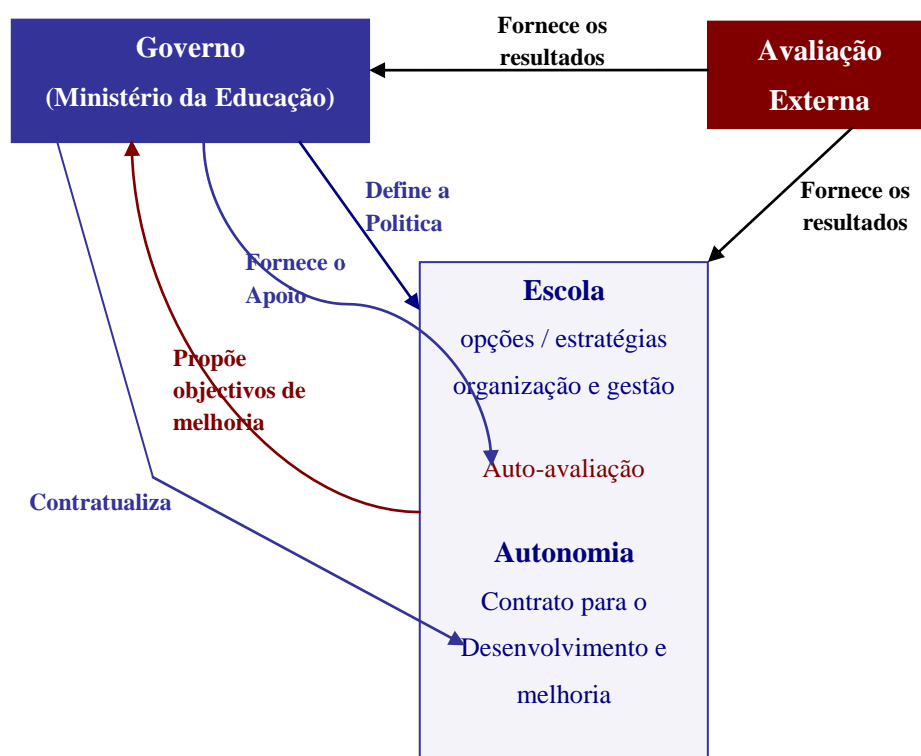 Governo
(Ministério da Educação)
Fornece os
resultados
Avaliação
Externa
Fornece os
resultados
Define a
Politica
Fornece o
Apoio
Propõe
objectivos de
melhoria
Contratualiza
Escola
opções / estratégias
organização e gestão
Auto-avaliação
Autonomia
Contrato para o
Desenvolvimento e
melhoria